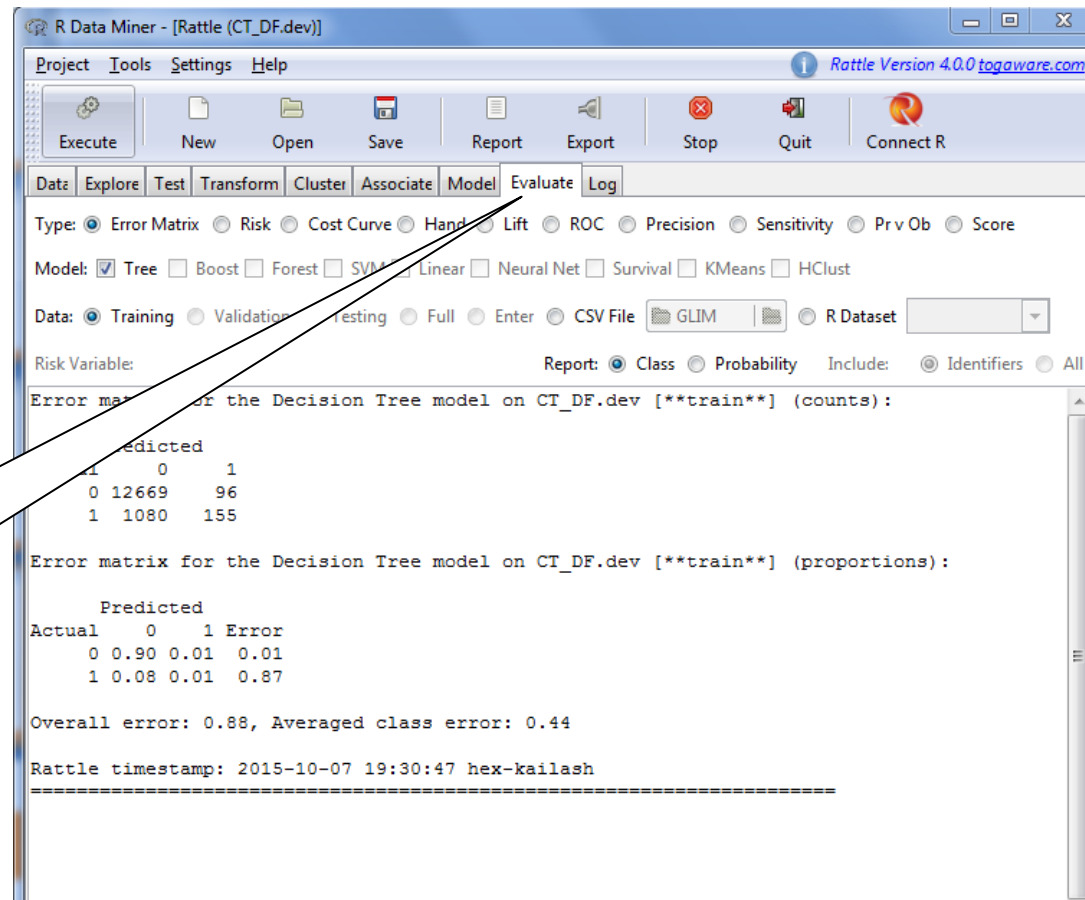 R Data Miner - [Rattle (CT_DF.dev)]
Project Tools Settings Help Rattle Version 4.0.0 togaware.com
Execute New Open Save Report Export Stop Quit Connect R
Data Explore Test Transform Cluster Associate Model Evaluate Log
Type: Error Matrix Risk Cost Curve Hand Lift ROC Precision Sensitivity Pr v Ob Score
Model: Tree Boost Forest SVM Linear Neural Net Survival KMeans HClust
Data: Training Validation Testing Full Enter CSV File GLIM R Dataset
Risk Variable: Report: Class Probability Include: Identifiers All
Error matrix for the Decision Tree model on CT_DF.dev [**train**] (counts):
Predicted
0 1
0 12669 96
1 1080 155
Error matrix for the Decision Tree model on CT_DF.dev [**train**] (proportions):
Predicted
Actual 0 1 Error
0 0.90 0.01 0.01
1 0.08 0.01 0.87
Overall error: 0.88, Averaged class error: 0.44
Rattle timestamp: 2015-10-07 19:30:47 hex-kailash
======================================================================